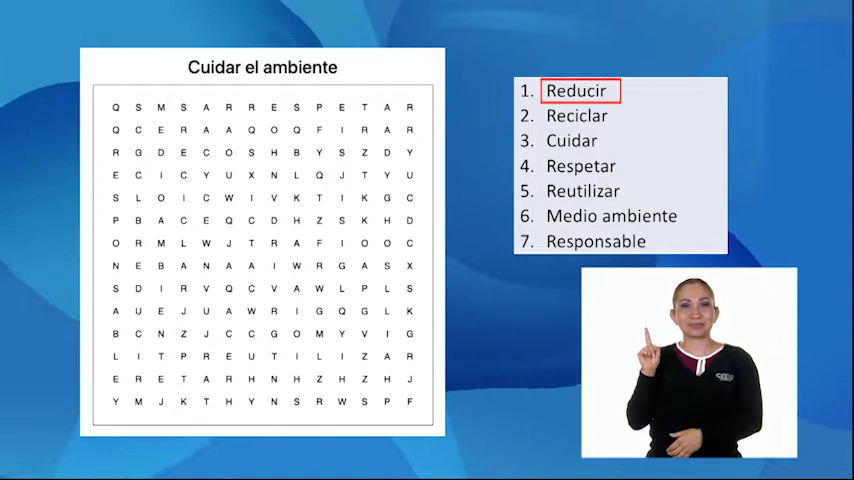 Cuidar el ambiente
Q S M S A R R E S P E T A R
Q C E R A A Q O Q F I R A R
R G D E C O S H B Y S Z D Y
E C I C Y U X N L Q J T Y U
S L O I C W I V K T I K G C
P B A C E Q C D H Z S K H D
O R M L W J T R A F I O O C
N E B A N A A I W R G A S X
S D I R V Q C V A W L P L S
A U E J U A W R I G Q G L K
B C N Z J C C G O M Y V I G
L I T P R E U T I L I Z A R
E R E T A R H N H Z H Z H J
Y M J K T H Y N S R W S P F
1. Reducir
2. Reciclar
3. Cuidar
4. Respetar
5. Reutilizar
6. Medio ambiente
7. Responsable